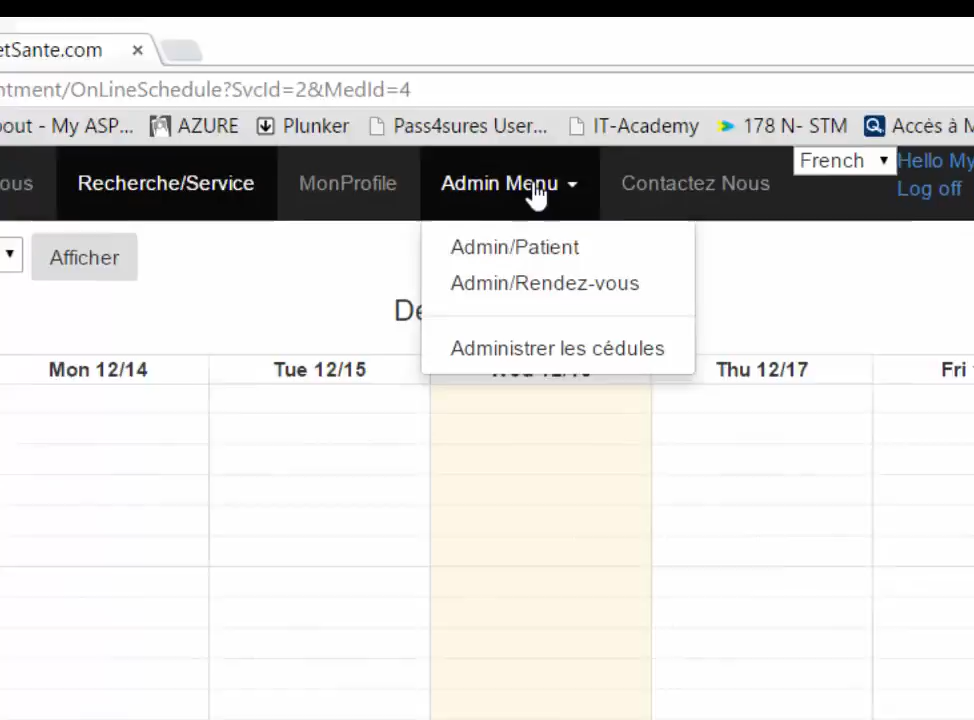 etSante.com
ntment/OnLineSchedule?SvcId=2&MedId=4
bout - My ASP... AZURE Plunker Pass4sures User... IT-Academy 178 N- STM Accès à M
ous Recherche/Service MonProfile Admin Menu Contactez Nous French Hello My
Log off
Afficher
Admin/Patient
Admin/Rendez-vous
Administrer les cédules
De
Mon 12/14 Tue 12/15 Thu 12/17 Fri